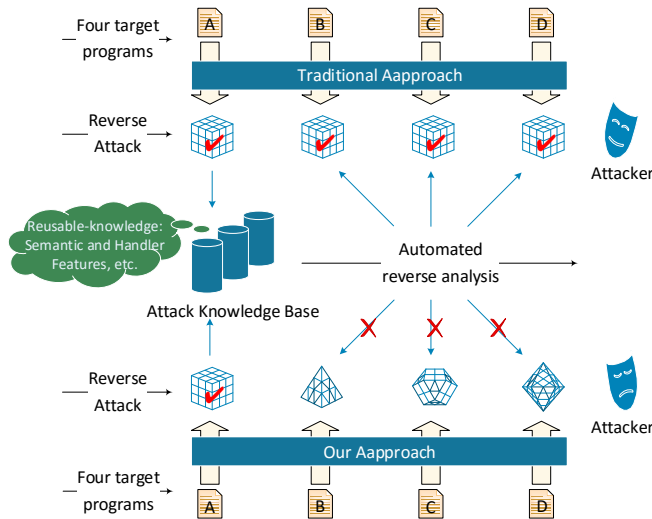 Four target
programs
A
B
C
D
Traditional Aapproach
Reverse
Attack
Attacker
Reusable-knowledge:
Semantic and Handler
Features, etc.
Automated
reverse analysis
Attack Knowledge Base
X
X
X
Reverse
Attack
Attacker
Our Aapproach
Four target
programs
A
B
C
D